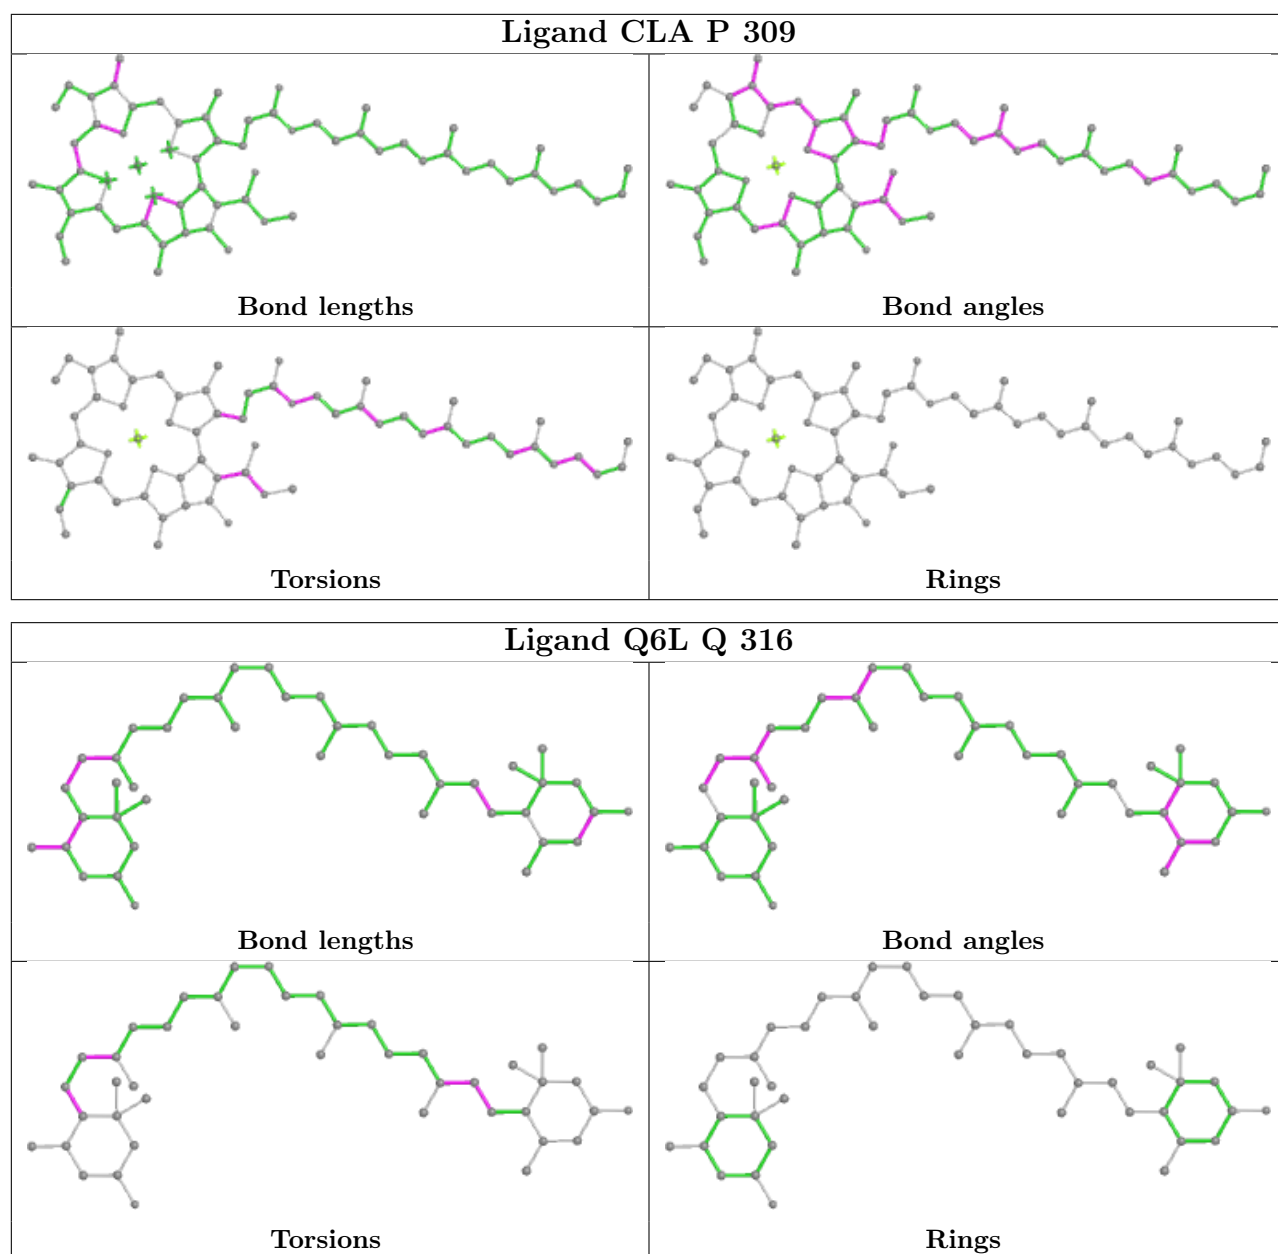 Ligand CLA P 309
Bond lengths
Bond angles
Torsions
Rings
Ligand Q6L Q 316
Bond lengths
Bond angles
Torsions
Rings